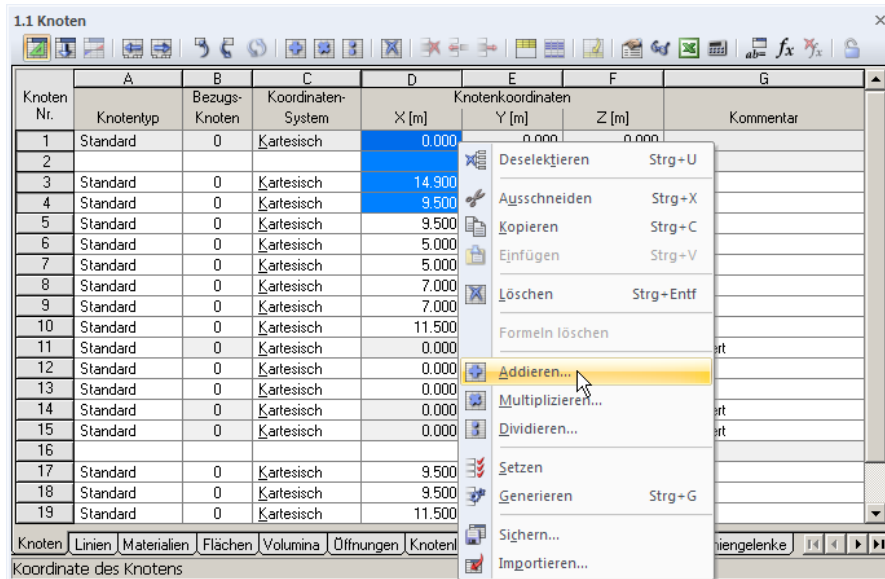 1.1 Knoten
A B C D E F G
Knoten Bezugs- Koordinaten- Knotenkoordinaten
Nr. Knotentyp Knoten System X [m] Y [m] Z [m] Kommentar
1 Standard 0 Kartesisch 0.000 0.000 0.000
2
3 Standard 0 Kartesisch 14.900
4 Standard 0 Kartesisch 9.500
5 Standard 0 Kartesisch 9.500
6 Standard 0 Kartesisch 5.000
7 Standard 0 Kartesisch 5.000
8 Standard 0 Kartesisch 7.000
9 Standard 0 Kartesisch 7.000
10 Standard 0 Kartesisch 11.500
11 Standard 0 Kartesisch 0.000 ert
12 Standard 0 Kartesisch 0.000
13 Standard 0 Kartesisch 0.000
14 Standard 0 Kartesisch 0.000 ert
15 Standard 0 Kartesisch 0.000 ert
16
17 Standard 0 Kartesisch 9.500
18 Standard 0 Kartesisch 9.500
19 Standard 0 Kartesisch 11.500
Deselektieren Strg+U
Ausschneiden Strg+X
Kopieren Strg+C
Einfügen Strg+V
Löschen Strg+Entf
Formeln löschen
Addieren...
Multiplizieren...
Dividieren...
Setzen
Generieren Strg+G
Sichern...
Importieren...
Knoten Linien Materialien Flächen Volumina Öffnungen Knotenl niengelenke
Koordinate des Knotens